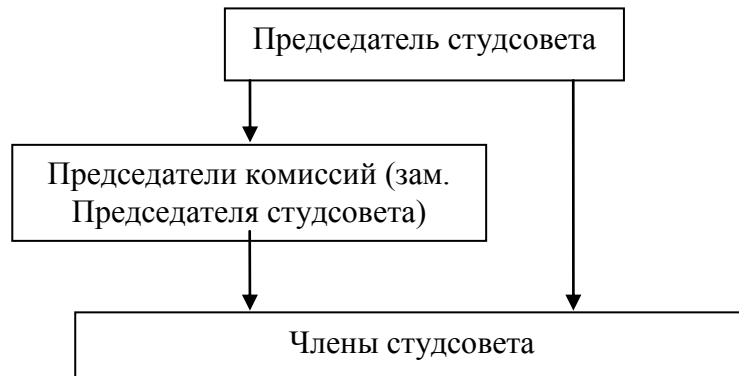 Председатель студсовета
Председатели комиссий (зам.
Председателя студсовета)
Члены студсовета